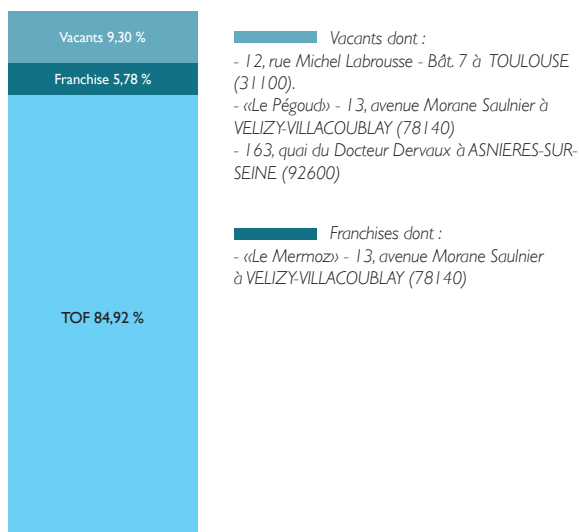 Vacants 9,30 %
Franchise 5,78 %
TOF 84,92 %
Vacants dont :
- 12, rue Michel Labrousse - Bât. 7 à TOULOUSE
(31100).
- «Le Pégoud» - 13, avenue Morane Saulnier à
VELIZY-VILLACOUBLAY (78140)
- 163, quai du Docteur Dervaux à ASNIERES-SUR-
SEINE (92600)
Franchises dont :
- «Le Mermoz» - 13, avenue Morane Saulnier
à VELIZY-VILLACOUBLAY (78140)